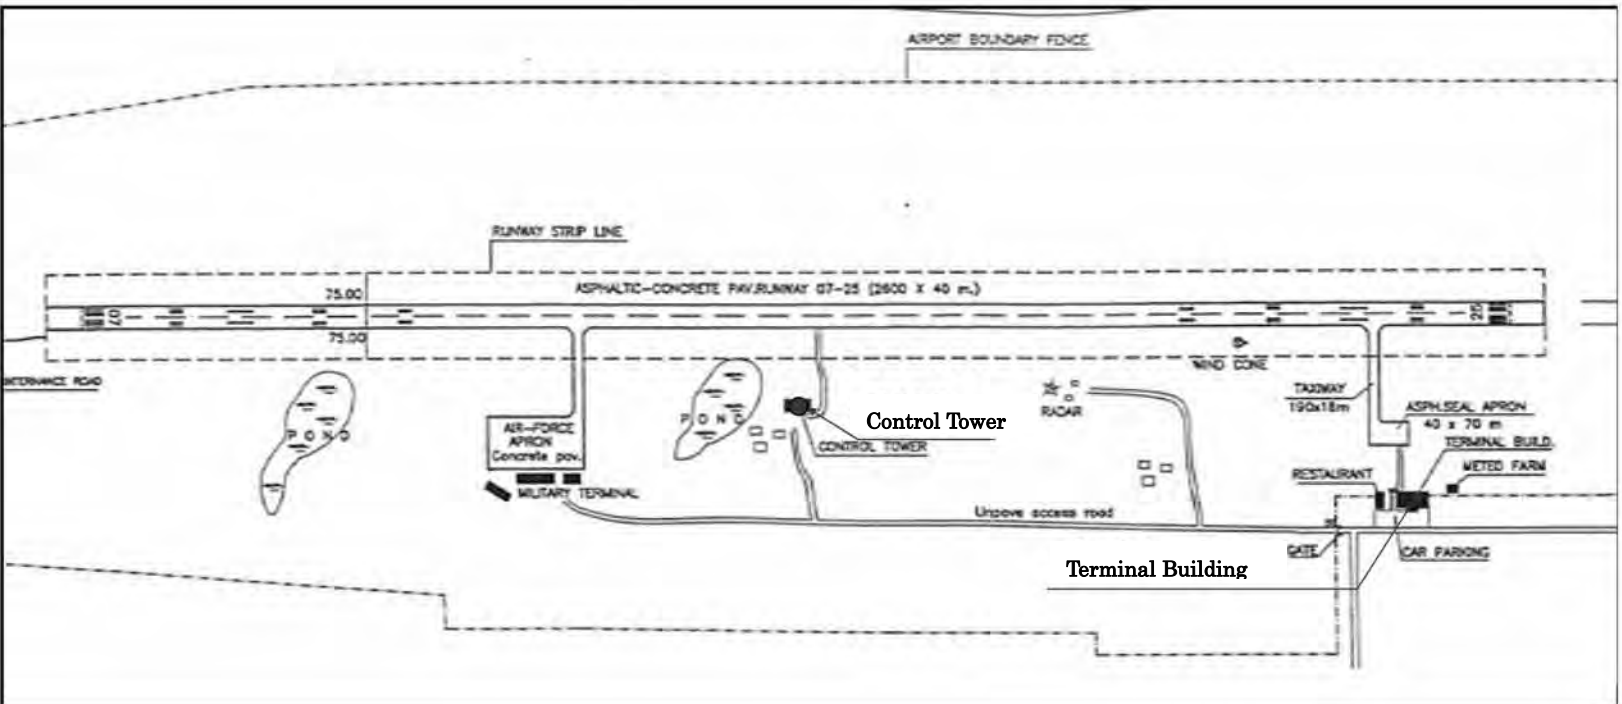 AIRPORT BOUNDARY FENCE
RUNWAY STRIP LINE
75.00
ASPHALTIC-CONCRETE PAV.RUNWAY 07-25 (2600 X 40 m.)
07
25
75.00
WIND CONE
ROAD
TAXIWAY
190x18m
ASPH.SEAL APRON
40 x 70 m
RADAR
POND
POND
Control Tower
CONTROL TOWER
AIR-FORCE
APRON
Concrete pav.
TERMINAL BUILD.
RESTAURANT
METEO FARM
MILITARY TERMINAL
Unpave access road
GATE
CAR PARKING
Terminal Building